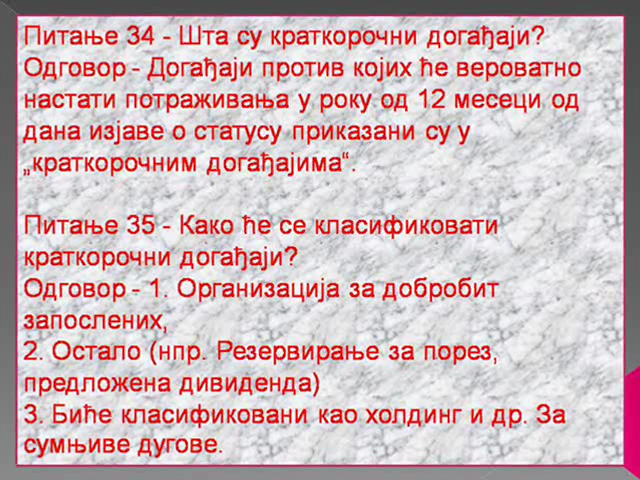 Питање 34 - Шта су краткорочни догађаји?
Одговор - Догађаји против којих ће вероватно
настати потраживања у року од 12 месеци од
дана изјаве о статусу приказани су у
„краткорочним догађајима“.
Питање 35 - Како ће се класификовати
краткорочни догађаји?
Одговор - 1. Организација за добробит
запослених,
2. Остало (нпр. Резервирање за порез,
предложена дивиденда)
3. Биће класификовани као холдинг и др. За
сумњиве дугове.